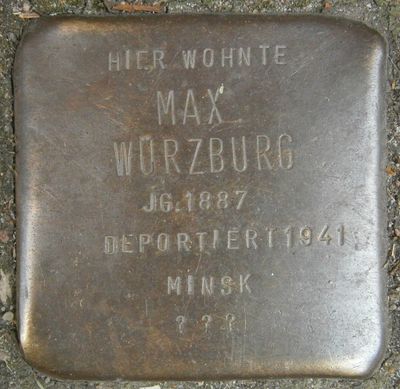 HIER WOHNTE
MAX
WÜRZBURG
JG.1887
DEPORTIERT 1941
MINSK
? ? ?